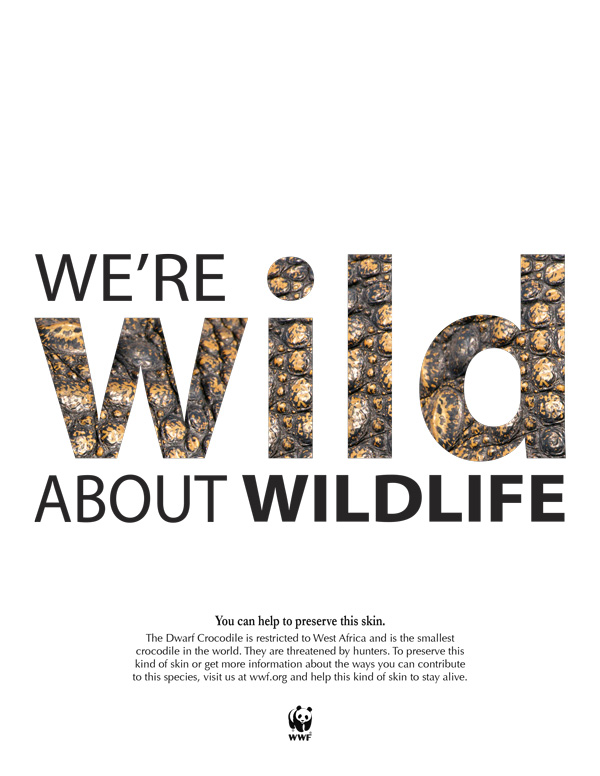 WE'RE
wild
ABOUT WILDLIFE
You can help to preserve this skin.
The Dwarf Crocodile is restricted to West Africa and is the smallest
crocodile in the world. They are threatened by hunters. To preserve this
kind of skin or get more information about the ways you can contribute
to this species, visit us at wwf.org and help this kind of skin to stay alive.
WWF